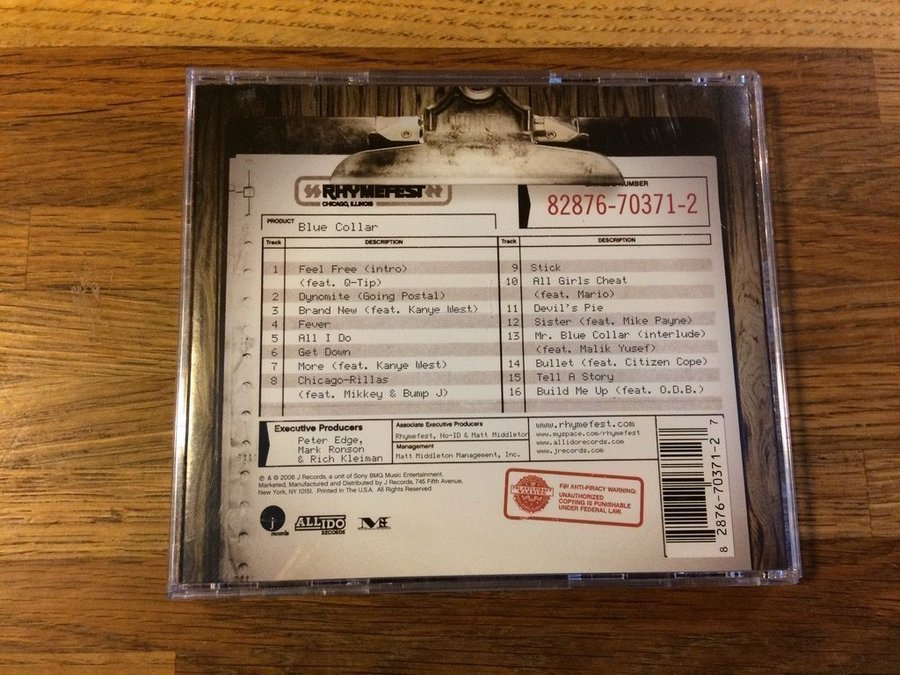 RHYMEFEST
CHICAGO, ILLINOIS
NUMBER
82876-70371-2
PRODUCT
Blue Collar
Track DESCRIPTION
1 Feel Free (intro)
(feat. Q-Tip)
2 Dynomite (Going Postal)
3 Brand New (feat. Kanye West)
4 Fever
5 All I Do
6 Get Down
7 More (feat. Kanye West)
8 Chicago-Rillas
(feat. Mikkey & Bump J)
Track DESCRIPTION
9 Stick
10 All Girls Cheat
(feat. Mario)
11 Devil's Pie
12 Sister (feat. Mike Payne)
13 Mr. Blue Collar (interlude)
(feat. Malik Yusef)
14 Bullet (feat. Citizen Cope)
15 Tell A Story
16 Build Me Up (feat. O.D.B.)
Executive Producers
Peter Edge,
Mark Ronson
& Rich Kleiman
Associate Executive Producers
Rhymefest, No-ID & Matt Middleton
Management
Matt Middleton Management, Inc.
www.rhymefest.com
www.myspace.com/rhymefest
www.allidorecords.com
www.jrecords.com
℗ & © 2006 J Records, a unit of Sony BMG Music Entertainment.
Marketed, Manufactured and Distributed by J Records, 745 Fifth Avenue,
New York, NY 10151. Printed in The U.S.A. All Rights Reserved
j records
ALLIDO
RECORDS
FBI ANTI-PIRACY WARNING:
UNAUTHORIZED
COPYING IS PUNISHABLE
UNDER FEDERAL LAW.
8 2876-70371-2 7